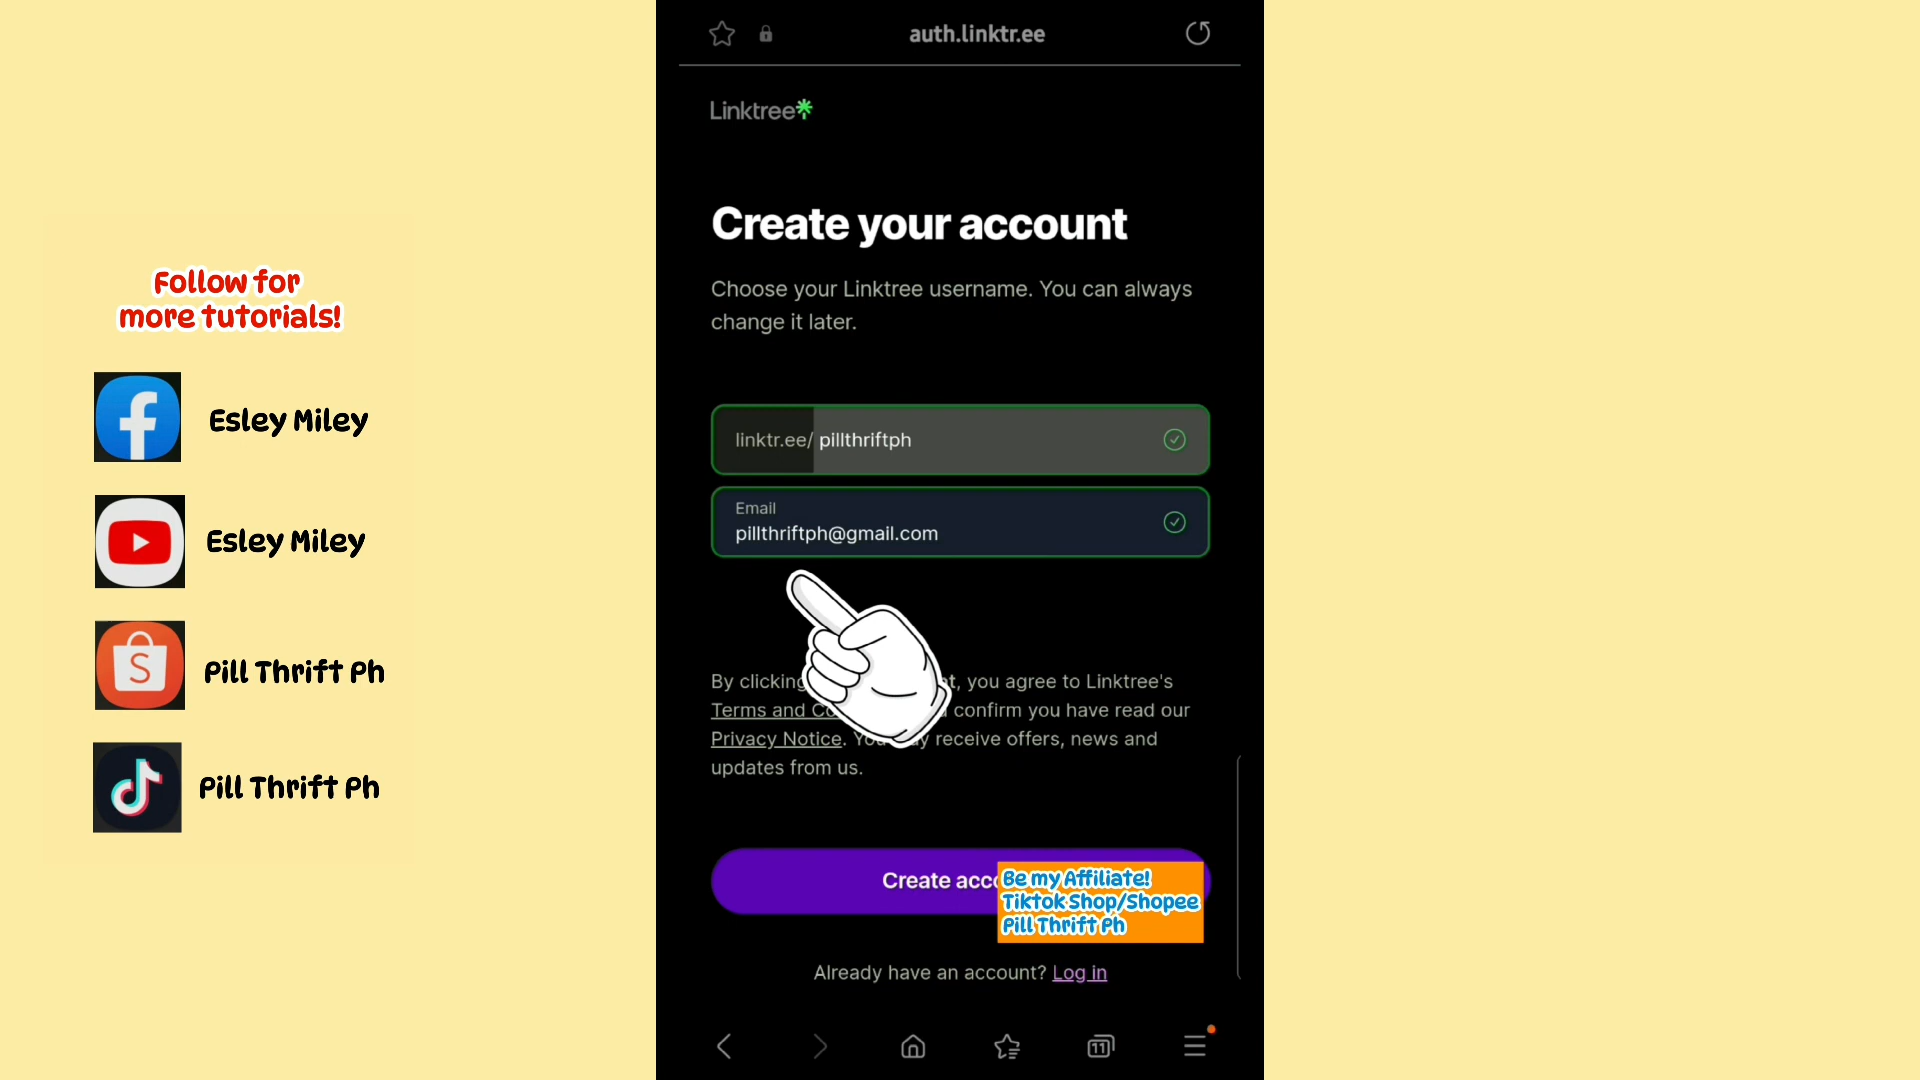 Follow for
more tutorials!
Esley Miley
Esley Miley
Pill Thrift Ph
Pill Thrift Ph
auth.linktr.ee
Linktree
Create your account
Choose your Linktree username. You can always
change it later.
linktr.ee/ pillthriftph
Email
pillthriftph@gmail.com
By clicking , you agree to Linktree's
Terms and confirm you have read our
Privacy Notice. receive offers, news and
updates from us.
Create
Be my Affiliate!
Tiktok Shop/Shopee
Pill Thrift Ph
Already have an account? Log in
11